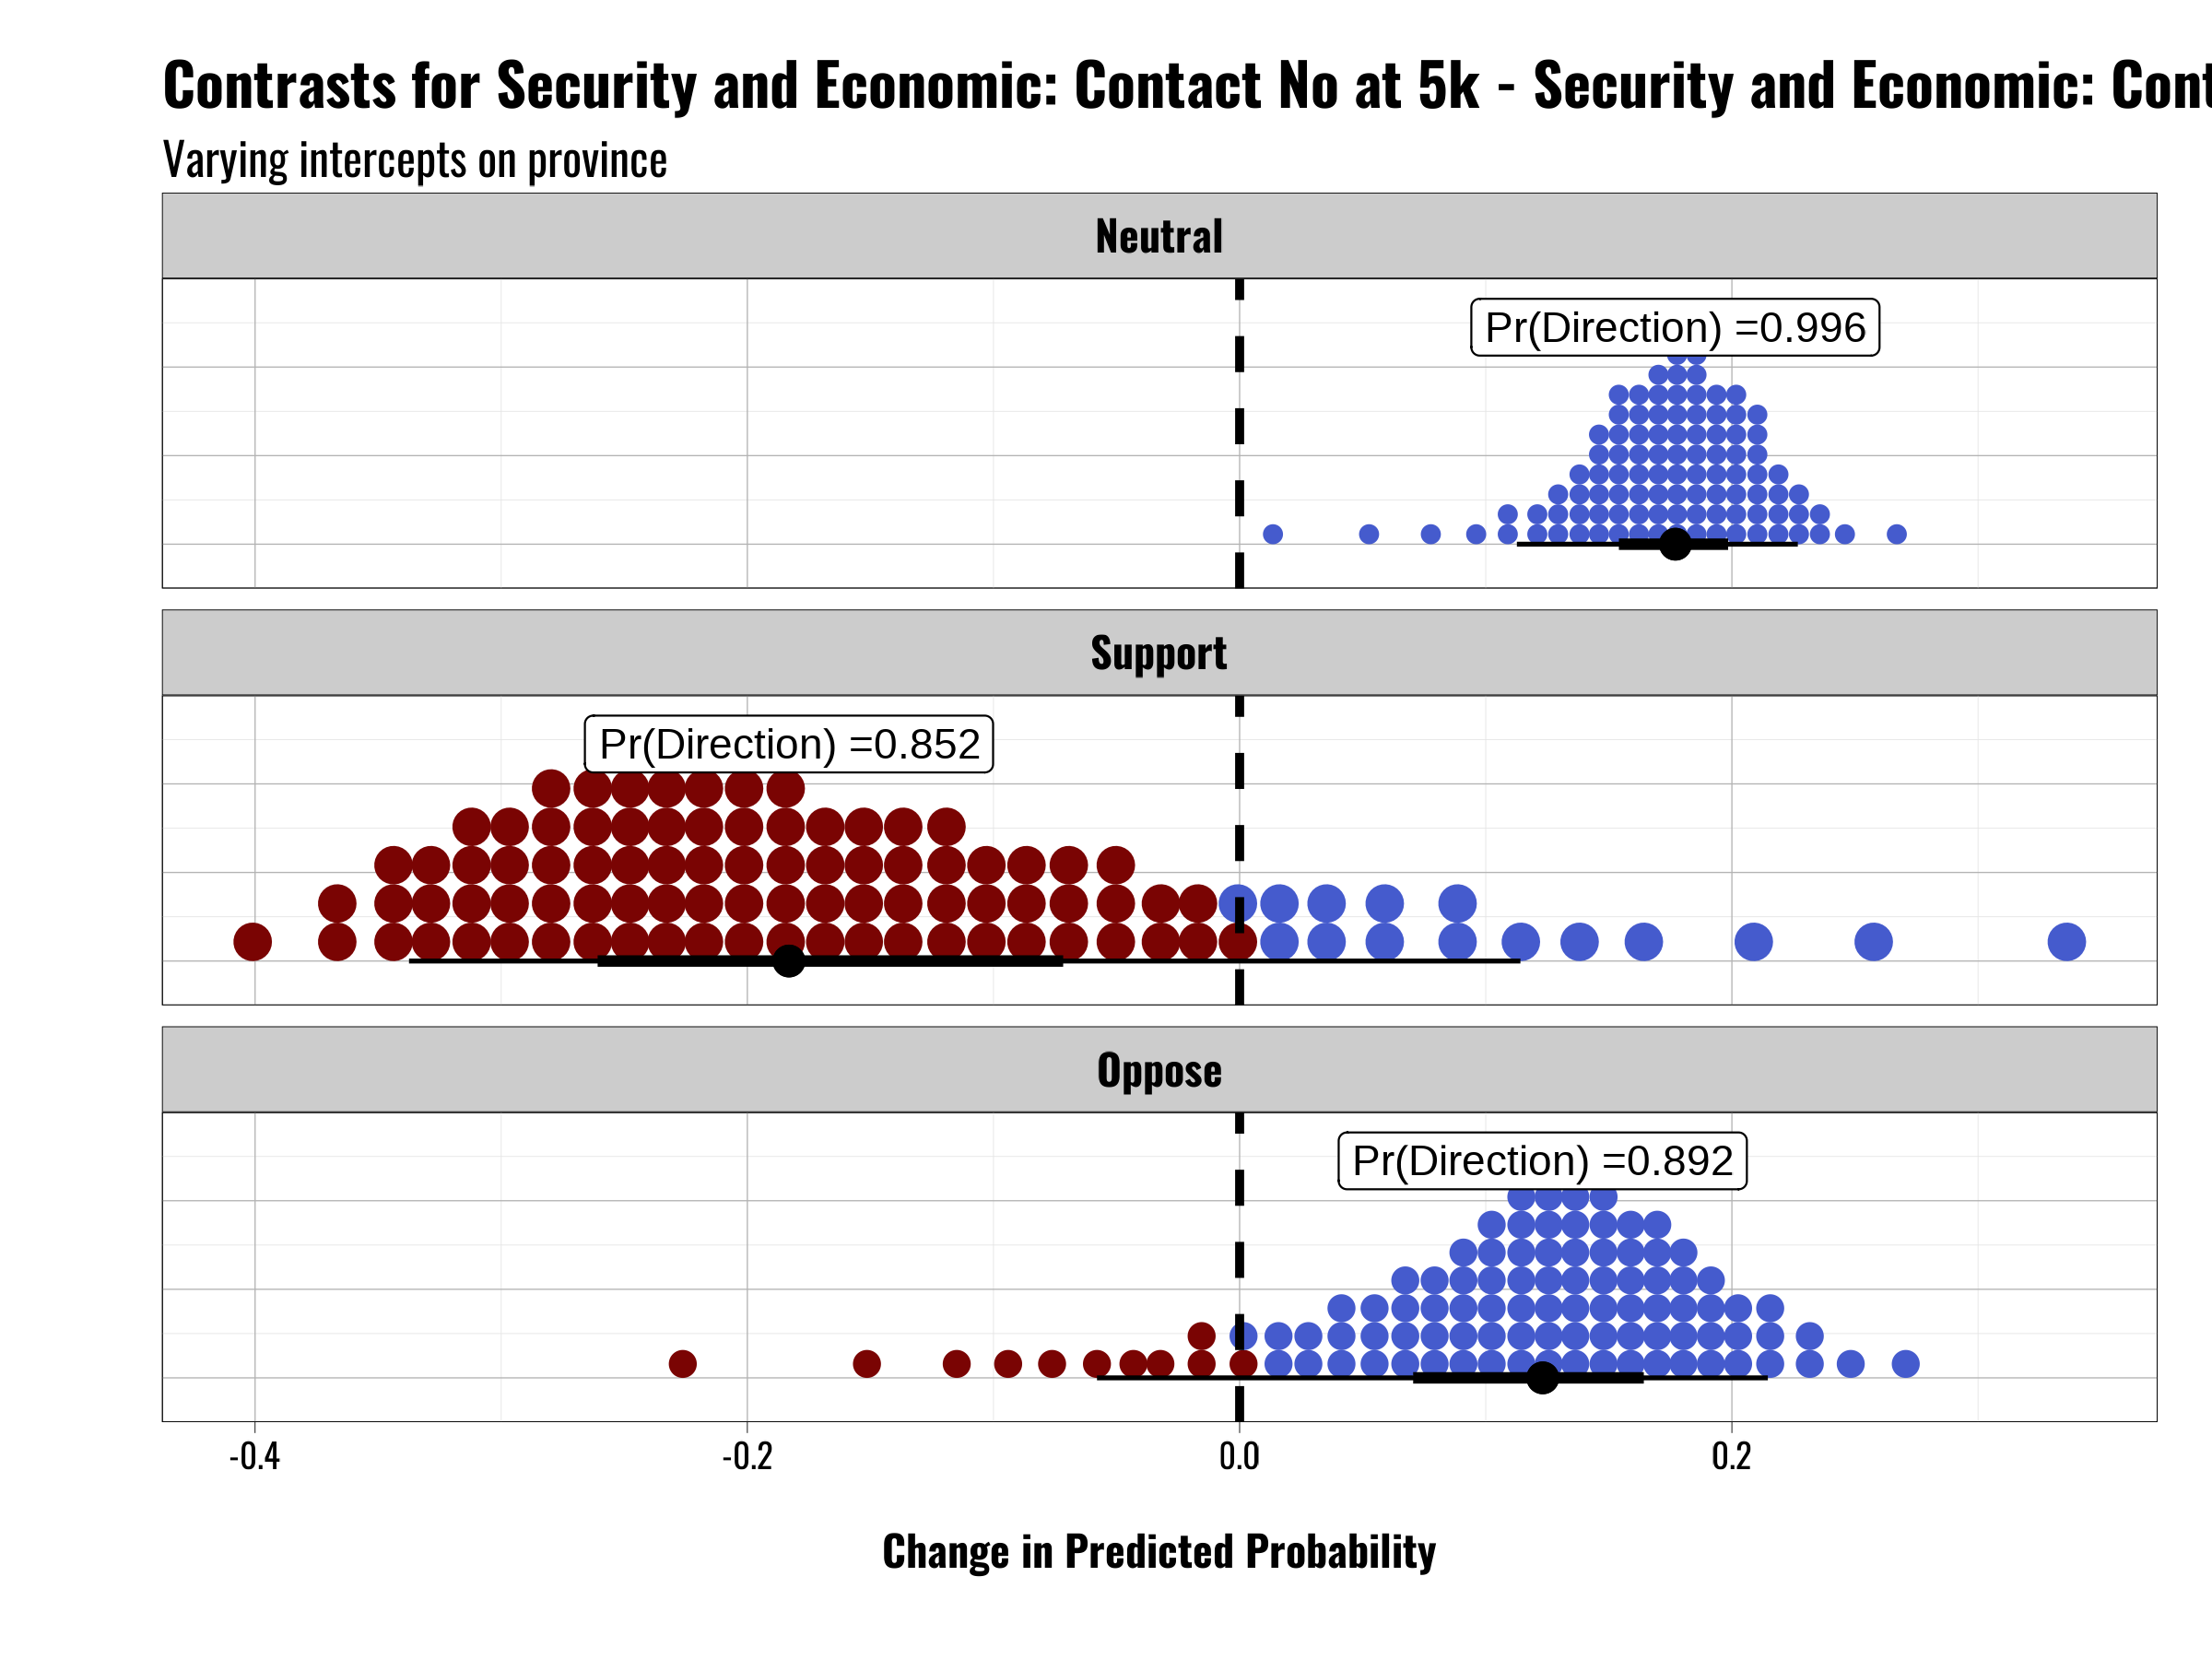 Contrasts for Security and Economic: Contact No at 5k - Security and Economic: Cont
Varying intercepts on province
Neutral
Pr(Direction) =0.996
Support
Pr(Direction) =0.852
Oppose
Pr(Direction) =0.892
-0.4 -0.2 0.0 0.2
Change in Predicted Probability